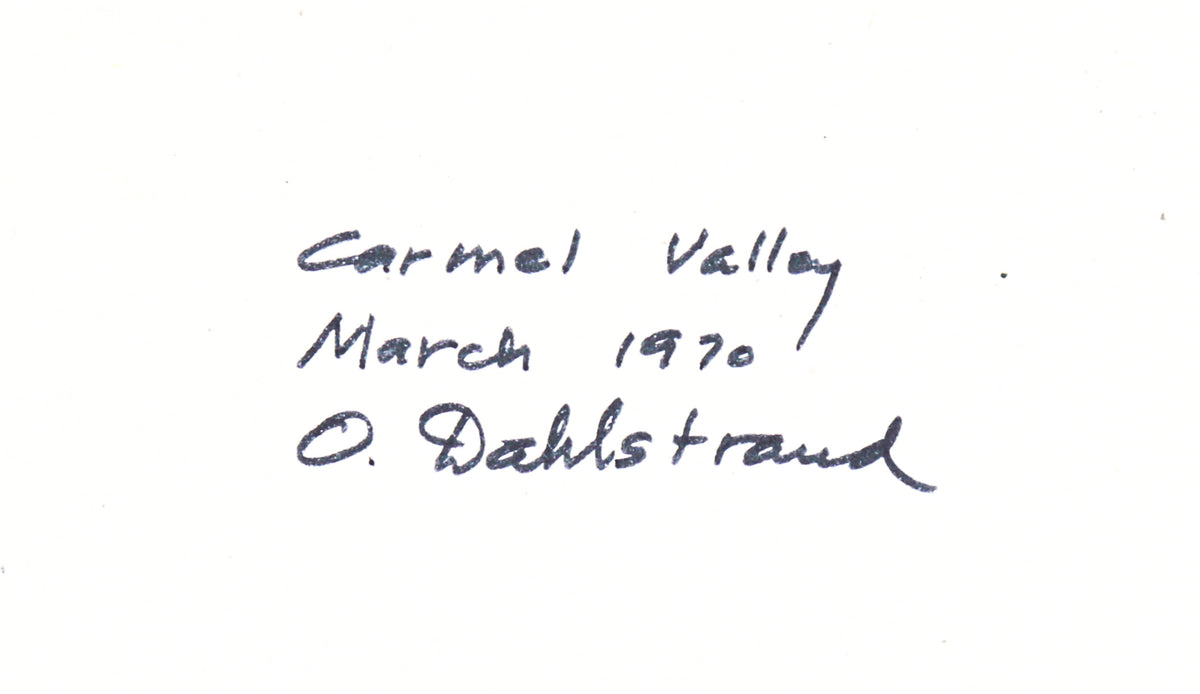 Carmel Valley
March 1970
O. Dahlstrand